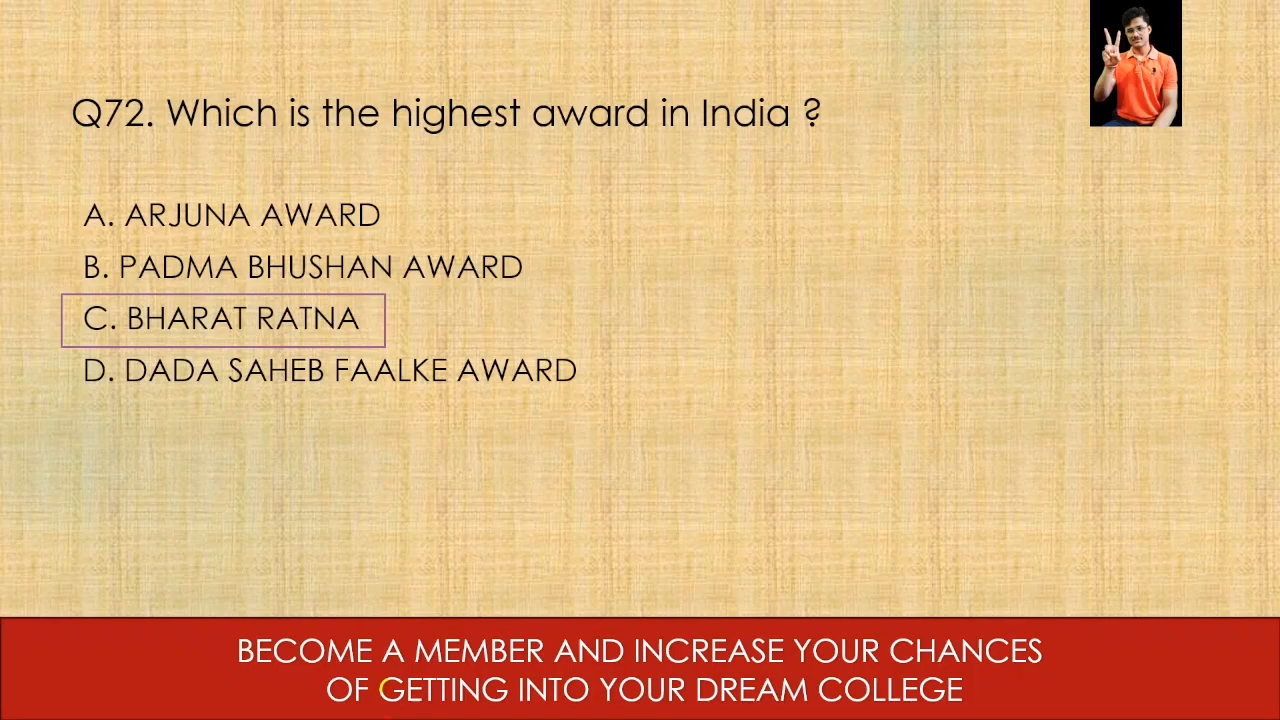 Q72. Which is the highest award in India ?
A. ARJUNA AWARD
B. PADMA BHUSHAN AWARD
C. BHARAT RATNA
D. DADA SAHEB FAALKE AWARD
BECOME A MEMBER AND INCREASE YOUR CHANCES
OF GETTING INTO YOUR DREAM COLLEGE